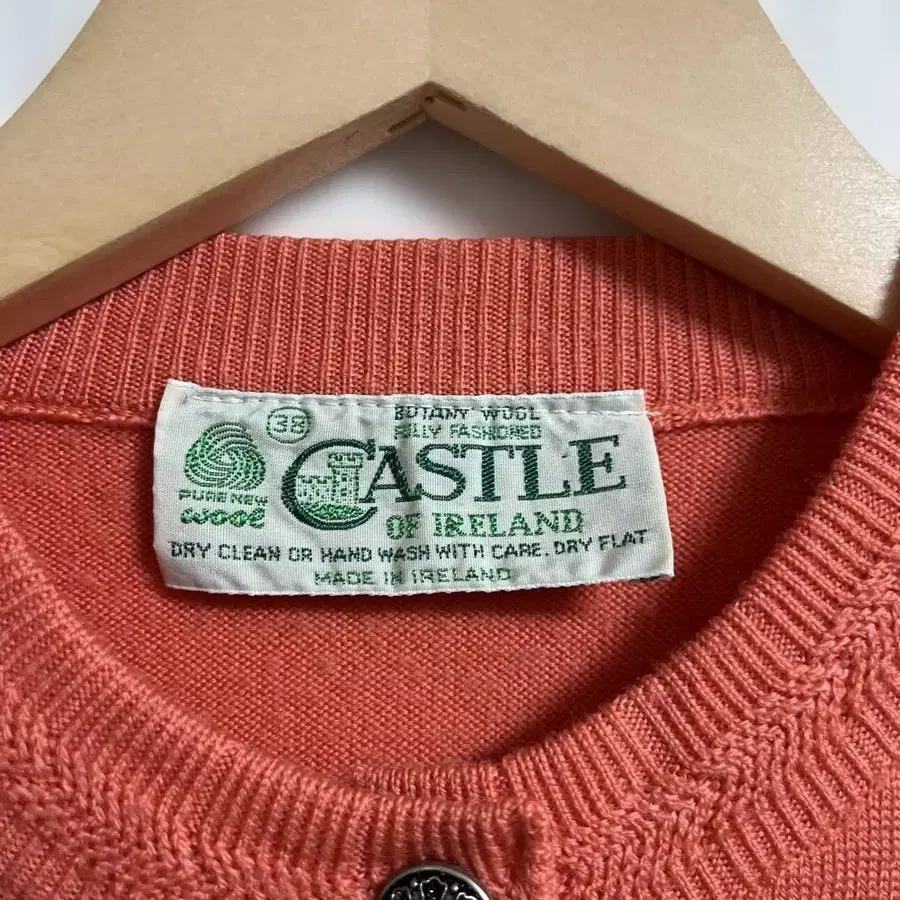 38
BOTANY WOOL
FULLY FASHIONED
CASTLE
OF IRELAND
PURE NEW
wool
DRY CLEAN OR HAND WASH WITH CARE. DRY FLAT
MADE IN IRELAND